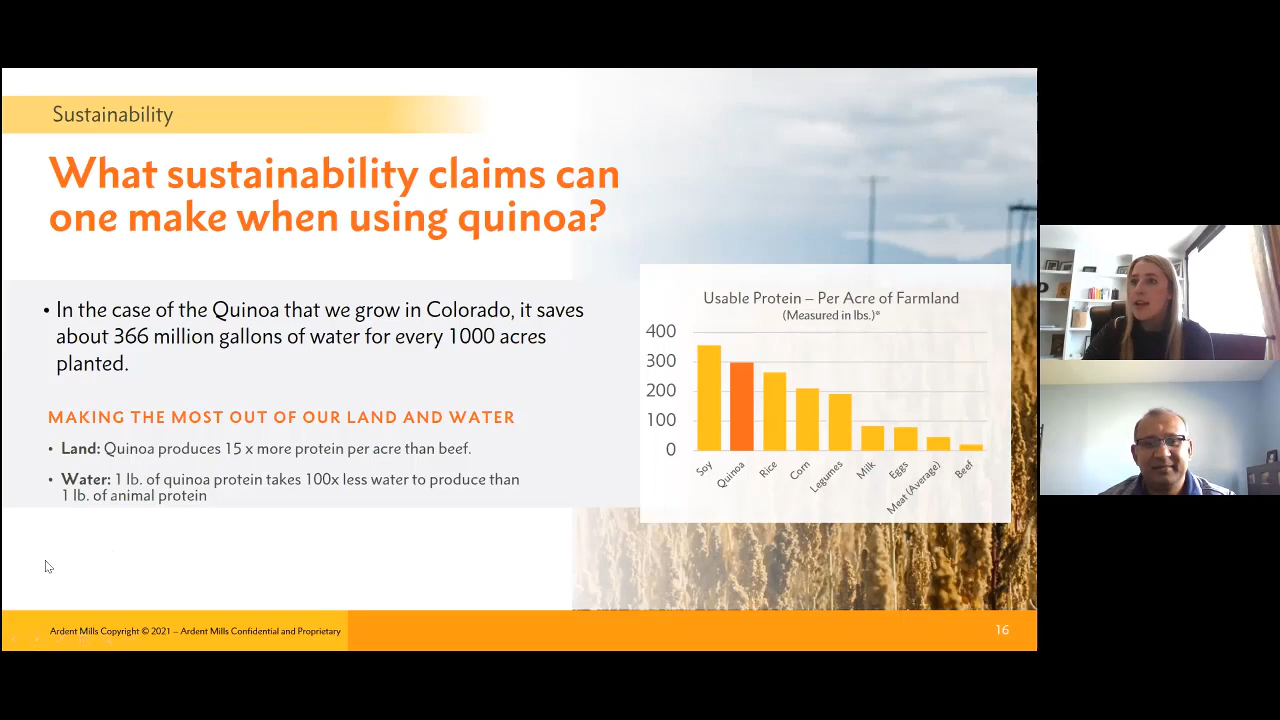 Sustainability
What sustainability claims can
one make when using quinoa?
• In the case of the Quinoa that we grow in Colorado, it saves
about 366 million gallons of water for every 1000 acres
planted.
MAKING THE MOST OUT OF OUR LAND AND WATER
• Land: Quinoa produces 15 x more protein per acre than beef.
• Water: 1 lb. of quinoa protein takes 100x less water to produce than
1 lb. of animal protein
Usable Protein – Per Acre of Farmland
(Measured in lbs.)*
400
300
200
100
0
Soy
Quinoa
Rice
Corn
Legumes
Milk
Eggs
Meat (Average)
Beef
Ardent Mills Copyright © 2021 – Ardent Mills Confidential and Proprietary
16